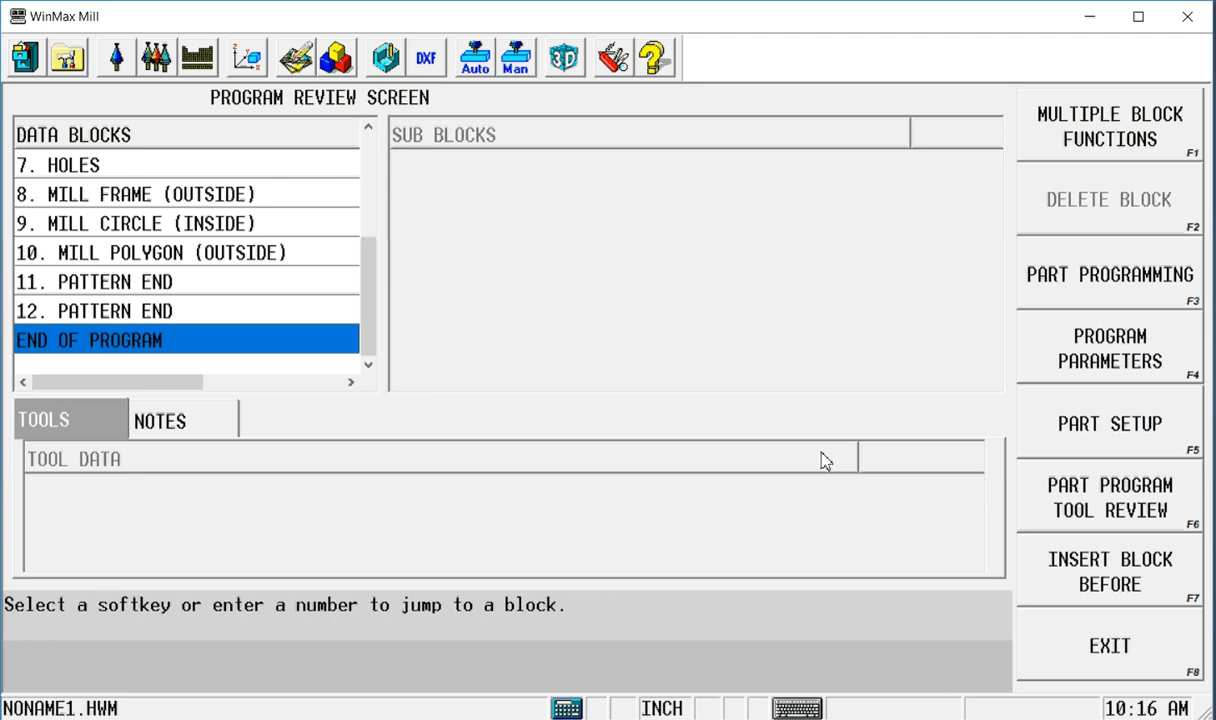 WinMax Mill
DXF
Auto
Man
3D
PROGRAM REVIEW SCREEN
DATA BLOCKS
7. HOLES
8. MILL FRAME (OUTSIDE)
9. MILL CIRCLE (INSIDE)
10. MILL POLYGON (OUTSIDE)
11. PATTERN END
12. PATTERN END
END OF PROGRAM
SUB BLOCKS
TOOLS
NOTES
TOOL DATA
MULTIPLE BLOCK
FUNCTIONS
F1
DELETE BLOCK
F2
PART PROGRAMMING
F3
PROGRAM
PARAMETERS
F4
PART SETUP
F5
PART PROGRAM
TOOL REVIEW
F6
INSERT BLOCK
BEFORE
F7
EXIT
F8
Select a softkey or enter a number to jump to a block.
NONAME1.HWM
INCH
10:16 AM